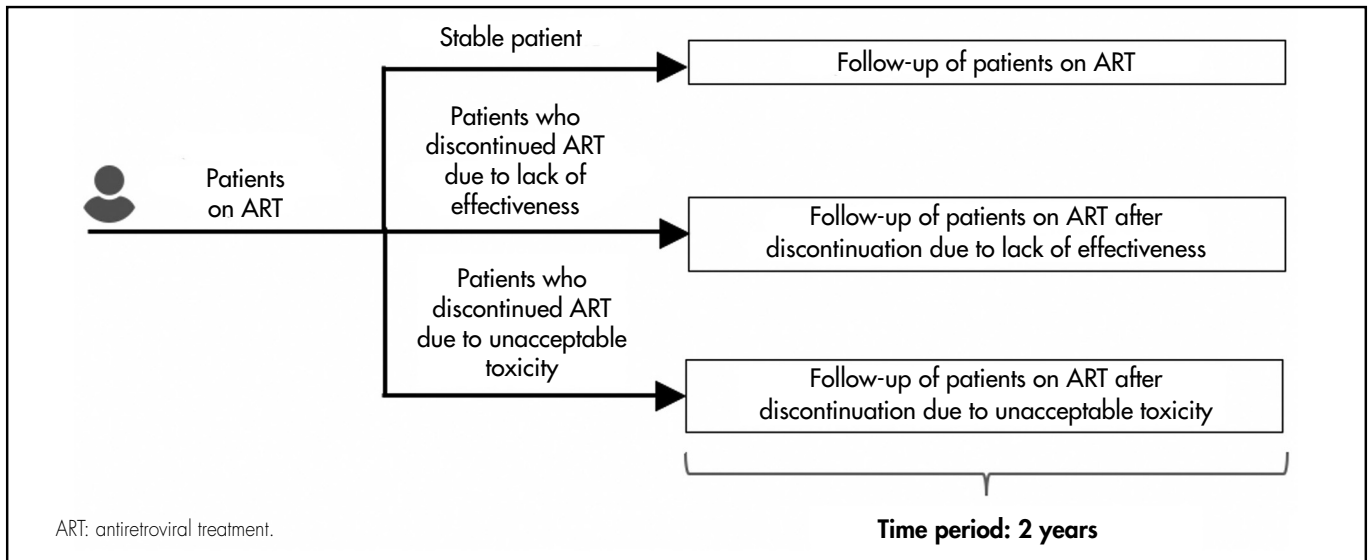 Stable patient
Follow-up of patients on ART
Patients
on ART
Patients who
discontinued ART
due to lack of
effectiveness
Follow-up of patients on ART after
discontinuation due to lack of effectiveness
Patients who
discontinued ART
due to unacceptable
toxicity
Follow-up of patients on ART after
discontinuation due to unacceptable toxicity
ART: antiretroviral treatment.
Time period: 2 years